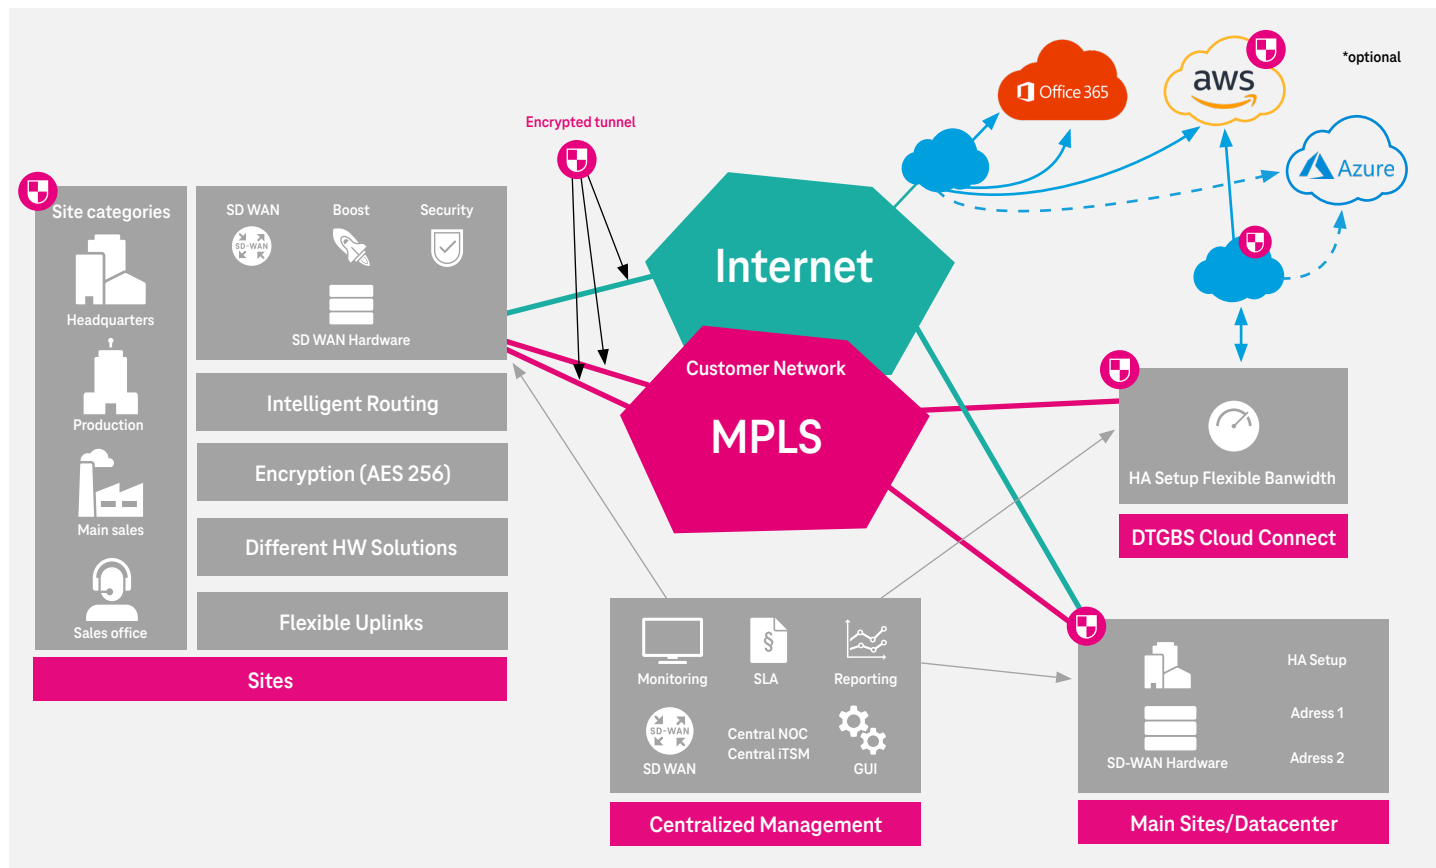 *optional
Office 365
aws
Azure
Encrypted tunnel
Site categories
Headquarters
Production
Main sales
Sales office
SD WAN
Boost
Security
SD-WAN
SD WAN Hardware
Intelligent Routing
Encryption (AES 256)
Different HW Solutions
Flexible Uplinks
Sites
Internet
Customer Network
MPLS
HA Setup Flexible Banwidth
DTGBS Cloud Connect
Monitoring
SLA
§
Reporting
SD-WAN
SD WAN
Central NOC
Central iTSM
GUI
Centralized Management
HA Setup
Adress 1
SD-WAN Hardware
Adress 2
Main Sites/Datacenter